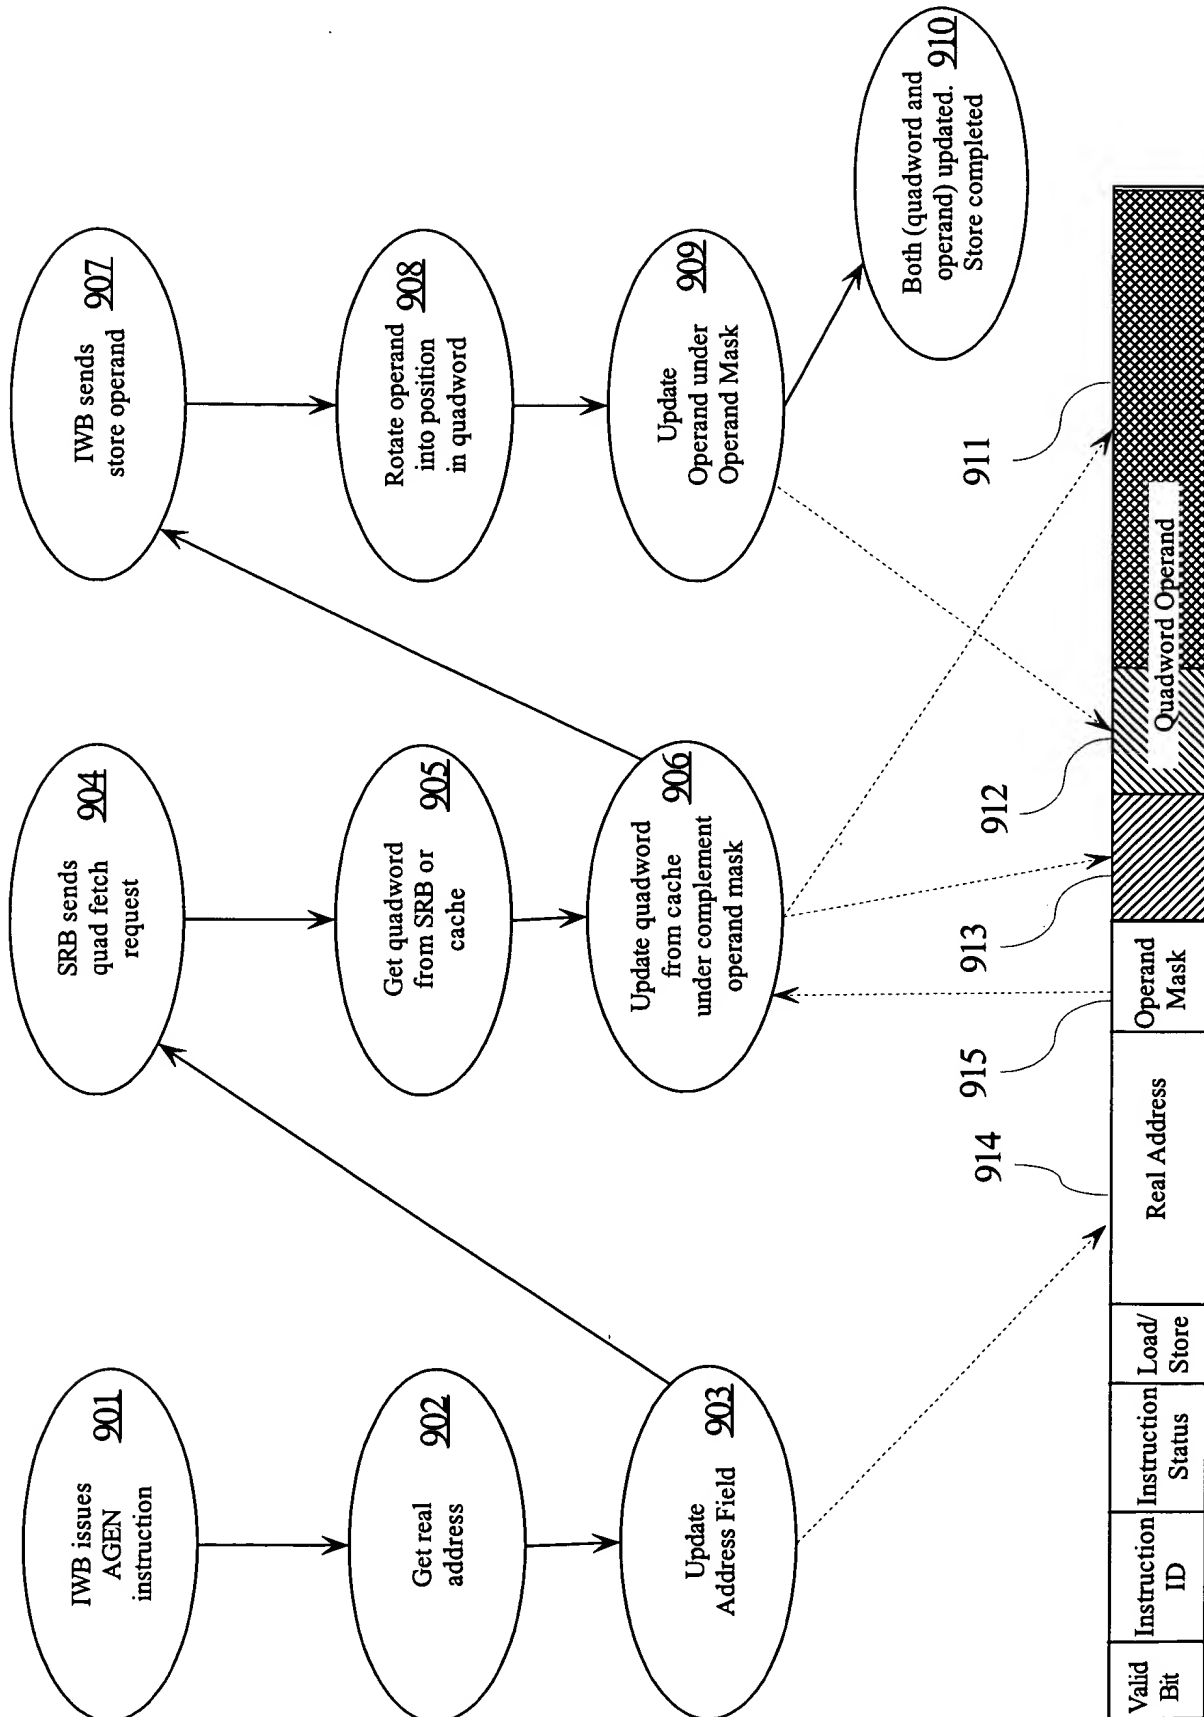 IWB issues
AGEN
instruction
901
Get real
address
902
Update
Address Field
903
SRB sends
quad fetch
request
904
Get quadword
from SRB or
cache
905
Update quadword
from cache
under complement
operand mask
906
IWB sends
store operand
907
Rotate operand
into position
in quadword
908
Update
Operand under
Operand Mask
909
Both (quadword and
operand) updated.
Store completed
910
914
915
913
912
911
Valid
Bit
Instruction
ID
Instruction
Status
Load/
Store
Real Address
Operand
Mask
Quadword Operand